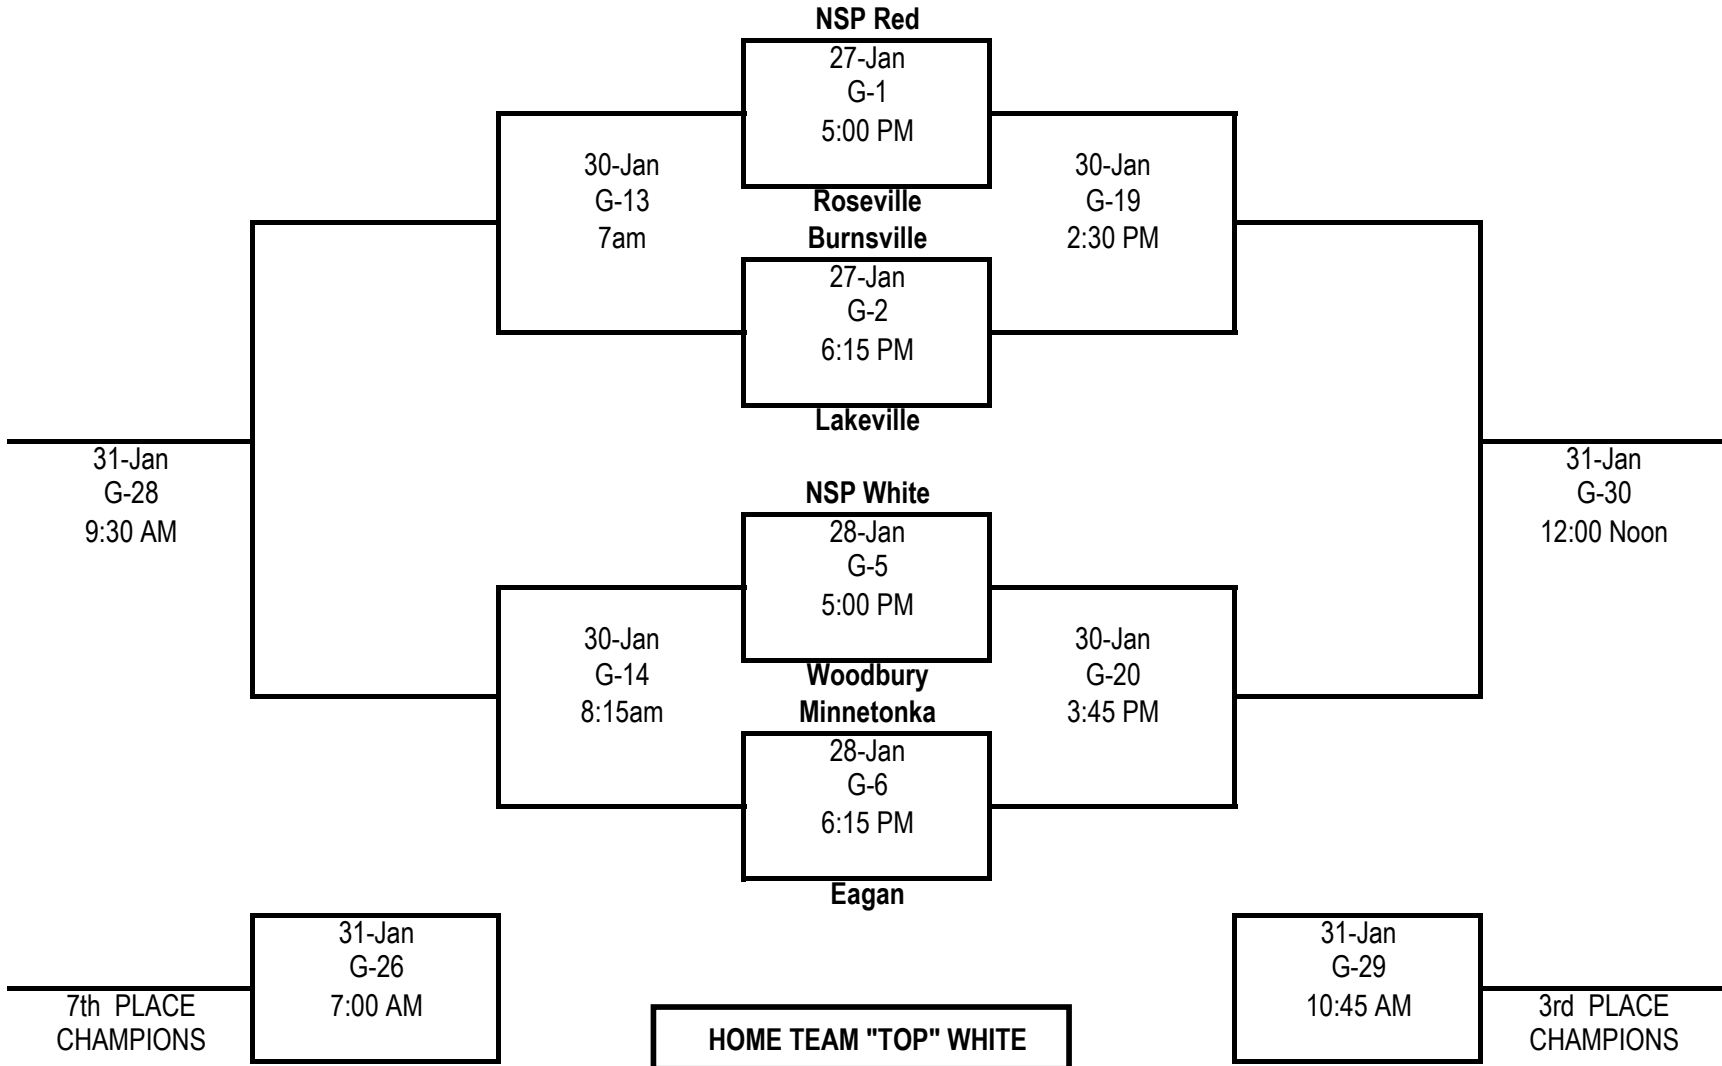 NSP Red
27-Jan
G-1
5:00 PM
30-Jan
G-13
7am
30-Jan
G-19
2:30 PM
Roseville
Burnsville
27-Jan
G-2
6:15 PM
Lakeville
31-Jan
G-28
9:30 AM
31-Jan
G-30
12:00 Noon
NSP White
28-Jan
G-5
5:00 PM
30-Jan
G-14
8:15am
30-Jan
G-20
3:45 PM
Woodbury
Minnetonka
28-Jan
G-6
6:15 PM
Eagan
31-Jan
G-26
7:00 AM
7th PLACE
CHAMPIONS
HOME TEAM "TOP" WHITE
31-Jan
G-29
10:45 AM
3rd PLACE
CHAMPIONS